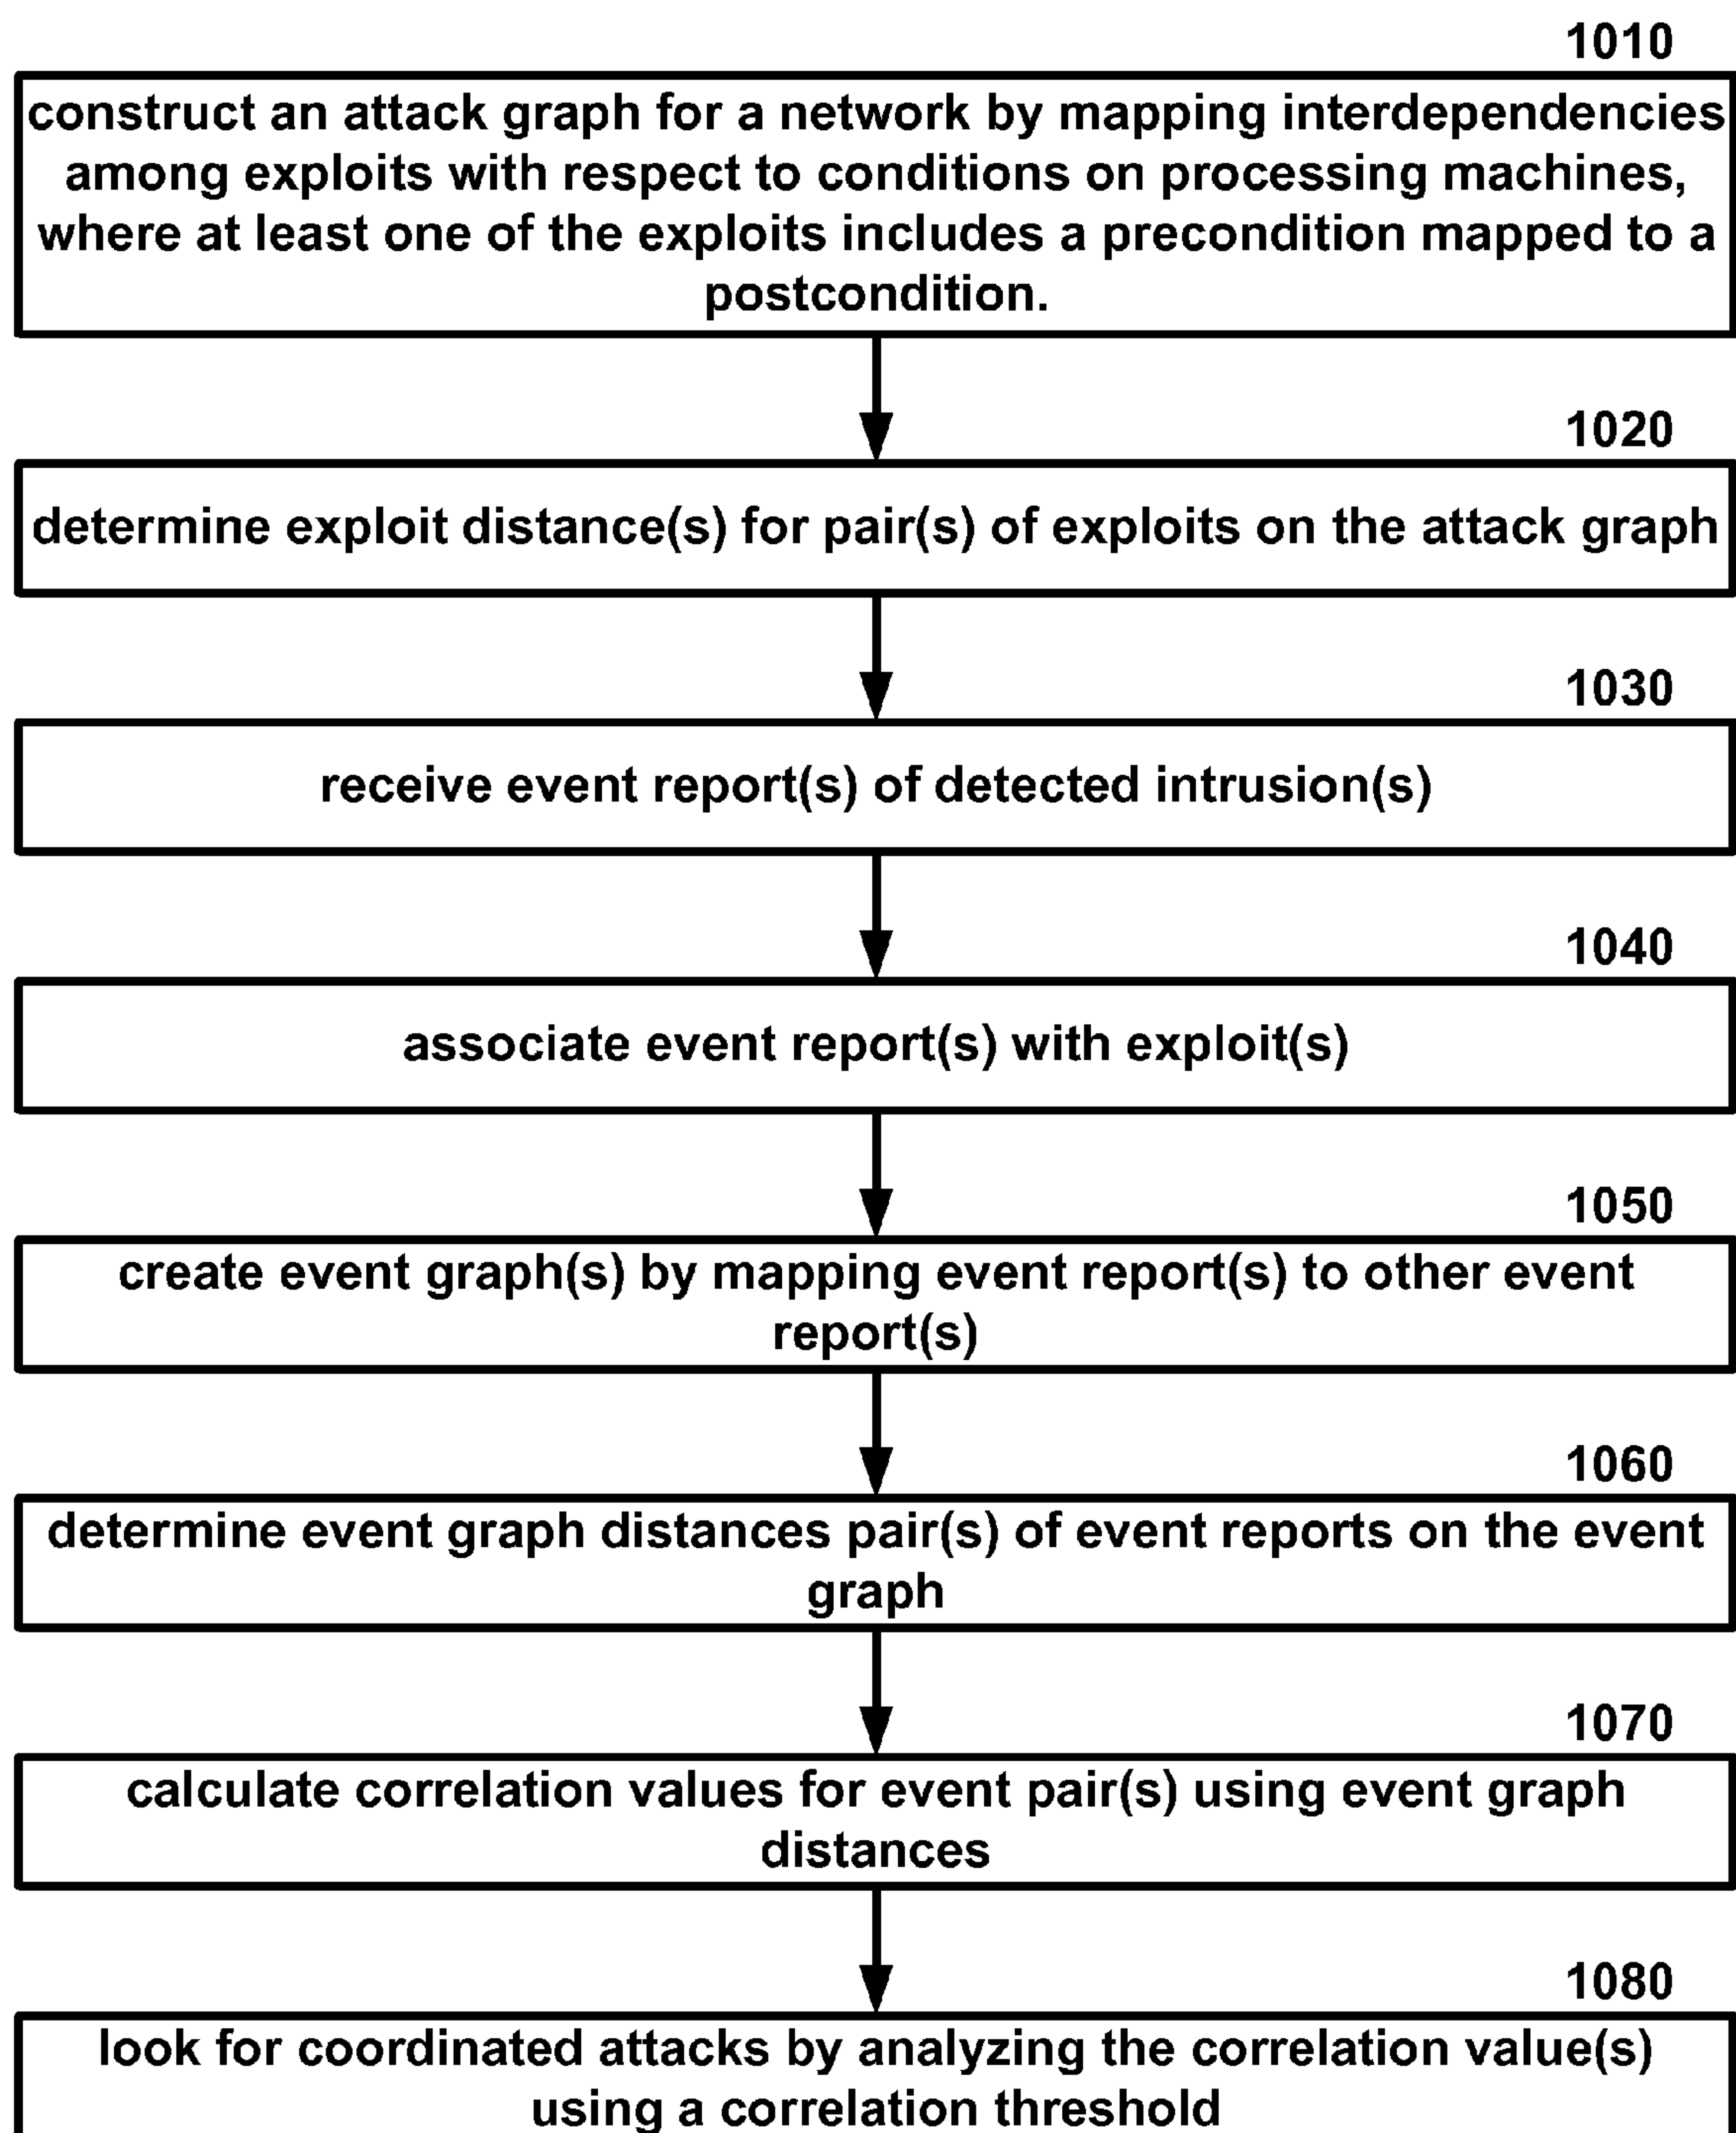 1010
construct an attack graph for a network by mapping interdependencies
among exploits with respect to conditions on processing machines,
where at least one of the exploits includes a precondition mapped to a
postcondition.
1020
determine exploit distance(s) for pair(s) of exploits on the attack graph
1030
receive event report(s) of detected intrusion(s)
1040
associate event report(s) with exploit(s)
1050
create event graph(s) by mapping event report(s) to other event
report(s)
1060
determine event graph distances pair(s) of event reports on the event
graph
1070
calculate correlation values for event pair(s) using event graph
distances
1080
look for coordinated attacks by analyzing the correlation value(s)
using a correlation threshold